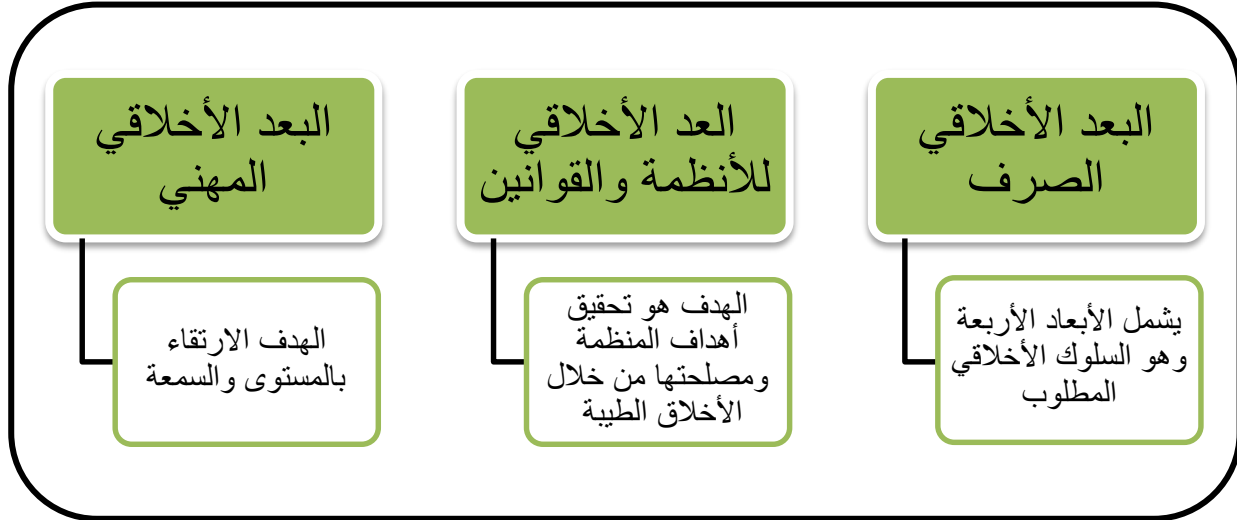 البعد الأخلاقي
الصرف
يشمل الأبعاد الأربعة
وهو السلوك الأخلاقي
المطلوب
العد الأخلاقي
للأنظمة والقوانين
الهدف هو تحقيق
أهداف المنظمة
ومصلحتها من خلال
الأخلاق الطيبة
البعد الأخلاقي
المهني
الهدف الارتقاء
بالمستوى والسمعة